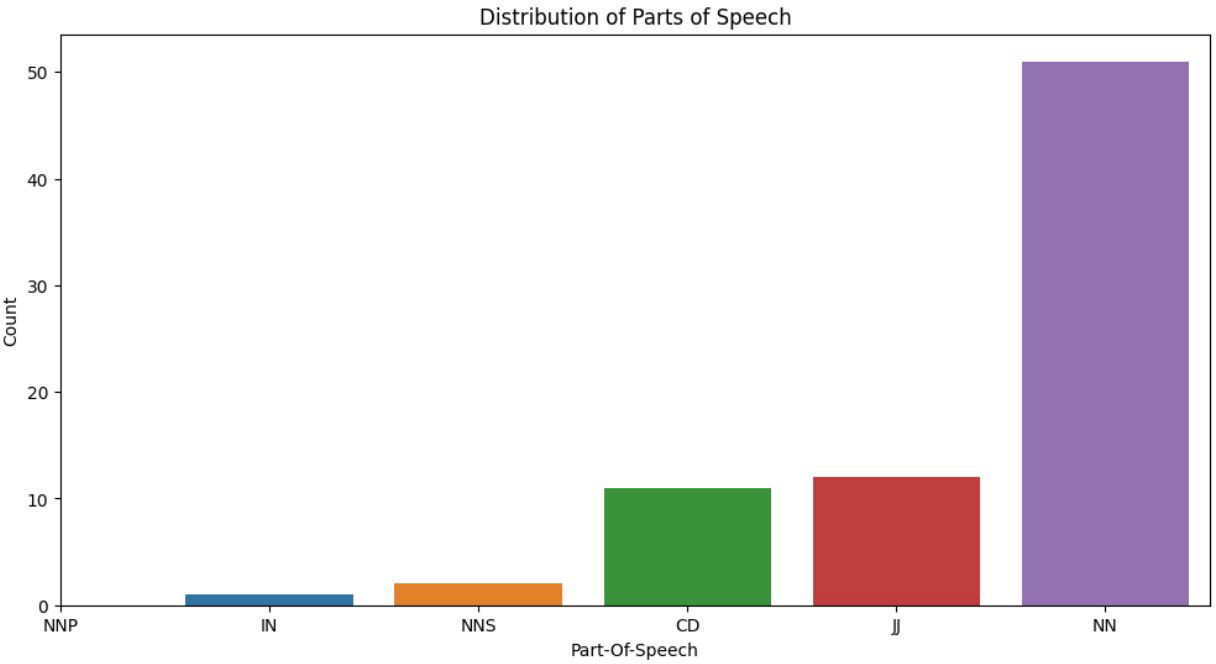 Distribution of Parts of Speech
50
40
30
20
10
0
Count
NNP IN NNS CD JJ NN
Part-Of-Speech